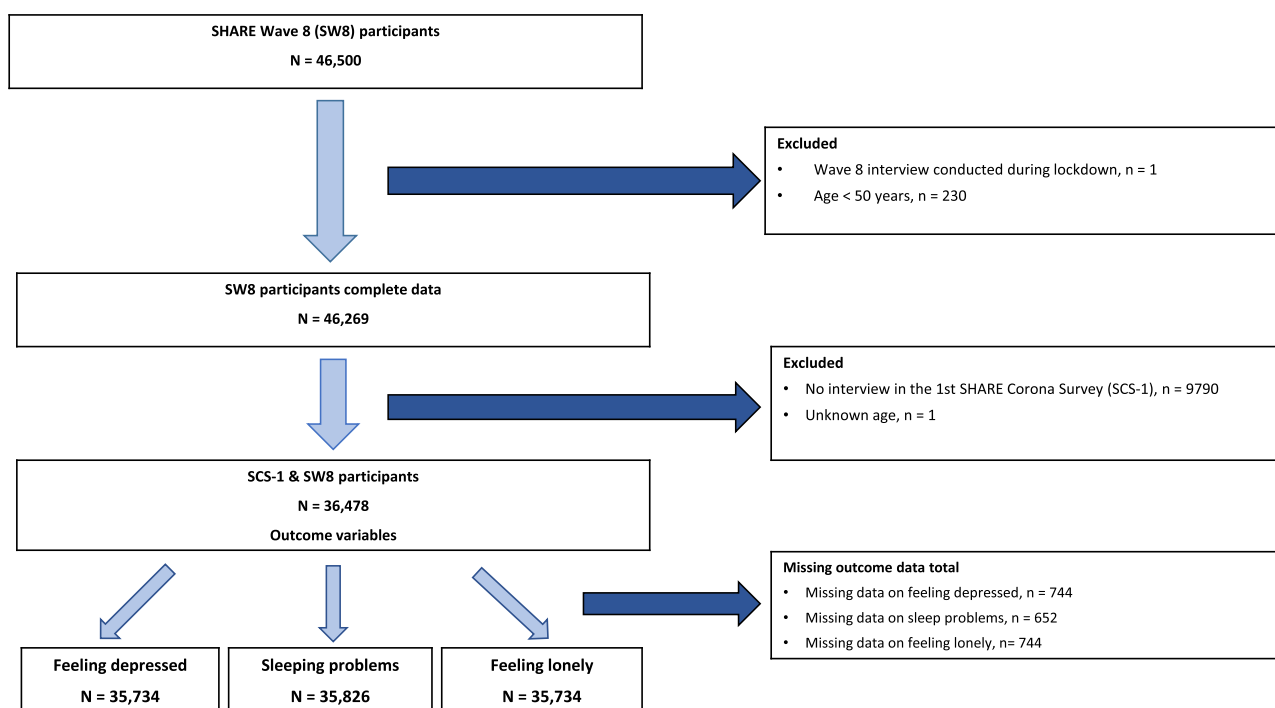 SHARE Wave 8 (SW8) participants
N = 46,500
Excluded
• Wave 8 interview conducted during lockdown, n = 1
• Age < 50 years, n = 230
SW8 participants complete data
N = 46,269
Excluded
• No interview in the 1st SHARE Corona Survey (SCS-1), n = 9790
• Unknown age, n = 1
SCS-1 & SW8 participants
N = 36,478
Outcome variables
Missing outcome data total
• Missing data on feeling depressed, n = 744
• Missing data on sleep problems, n = 652
• Missing data on feeling lonely, n= 744
Feeling depressed
N = 35,734
Sleeping problems
N = 35,826
Feeling lonely
N = 35,734